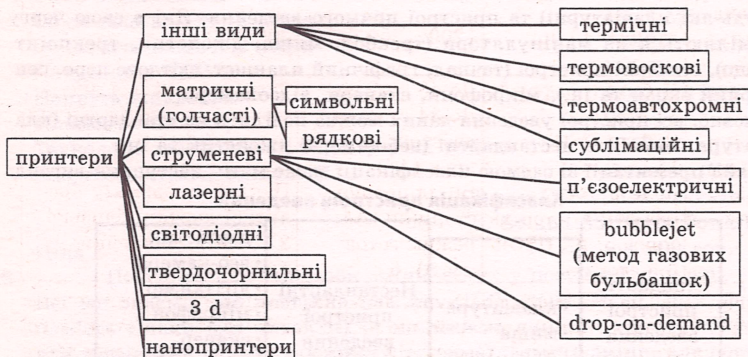 інші види
матричні
(голчасті)
символьні
рядкові
принтери
струменеві
лазерні
світодіодні
твердочорнильні
3 d
нанопринтери
термічні
термовоскові
термоавтохромні
сублімаційні
п'єзоелектричні
bubblejet
(метод газових
бульбашок)
drop-on-demand